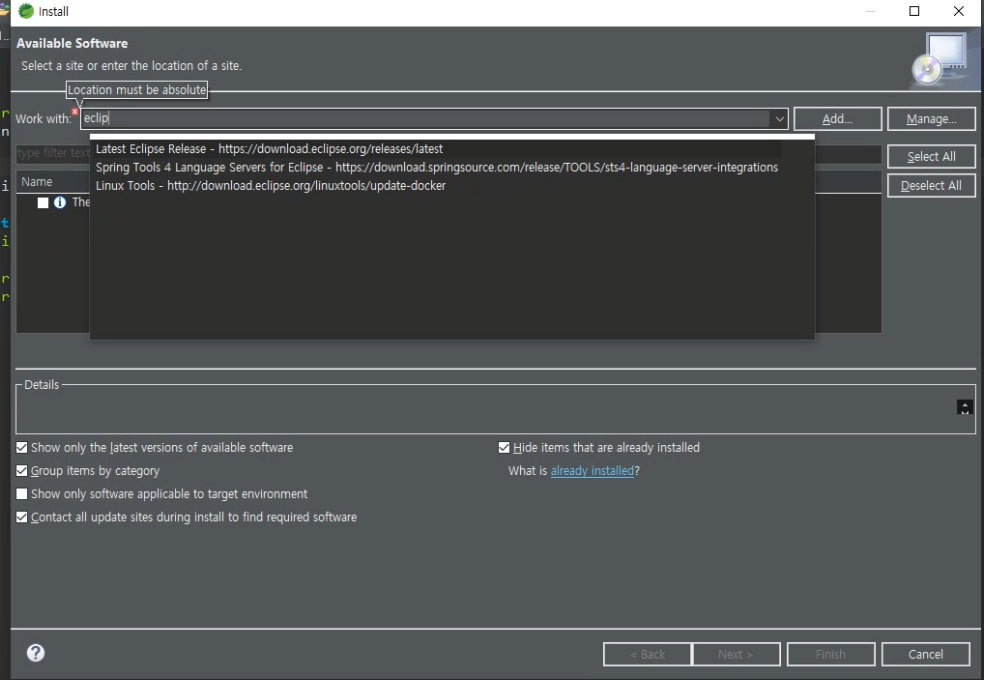 Install
Available Software
Select a site or enter the location of a site.
Location must be absolute
Work with: eclip Add... Manage...
type filter text Select All
Latest Eclipse Release - https://download.eclipse.org/releases/latest
Spring Tools 4 Language Servers for Eclipse - https://download.springsource.com/release/TOOLS/sts4-language-server-integrations
Linux Tools - http://download.eclipse.org/linuxtools/update-docker
Name Deselect All
The
Details
Show only the latest versions of available software
Hide items that are already installed
Group items by category
What is already installed?
Show only software applicable to target environment
Contact all update sites during install to find required software
< Back Next > Finish Cancel